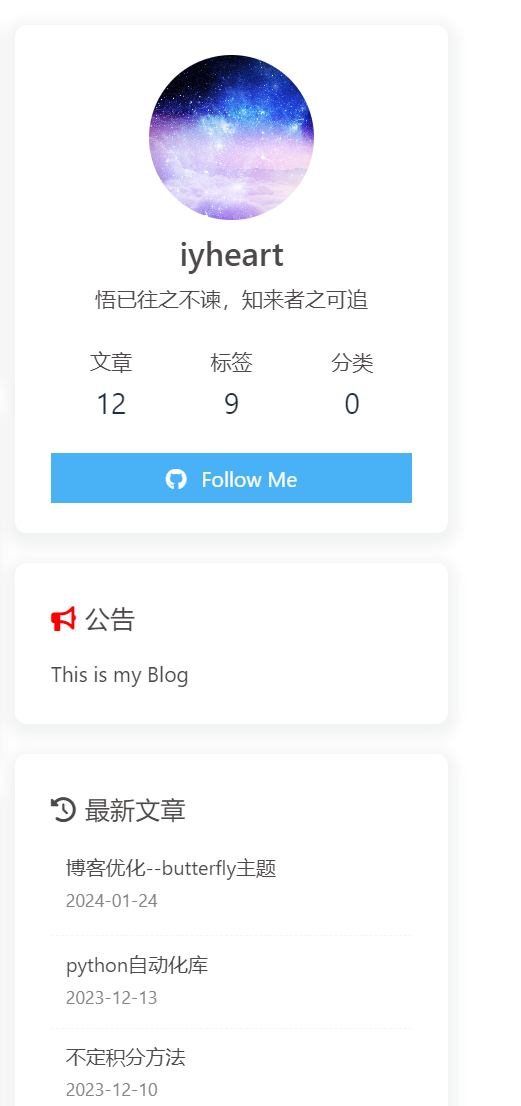 iyheart
悟已往之不谏，知来者之可追
文章 标签 分类
12 9 0
Follow Me
公告
This is my Blog
最新文章
博客优化--butterfly主题
2024-01-24
python自动化库
2023-12-13
不定积分方法
2023-12-10